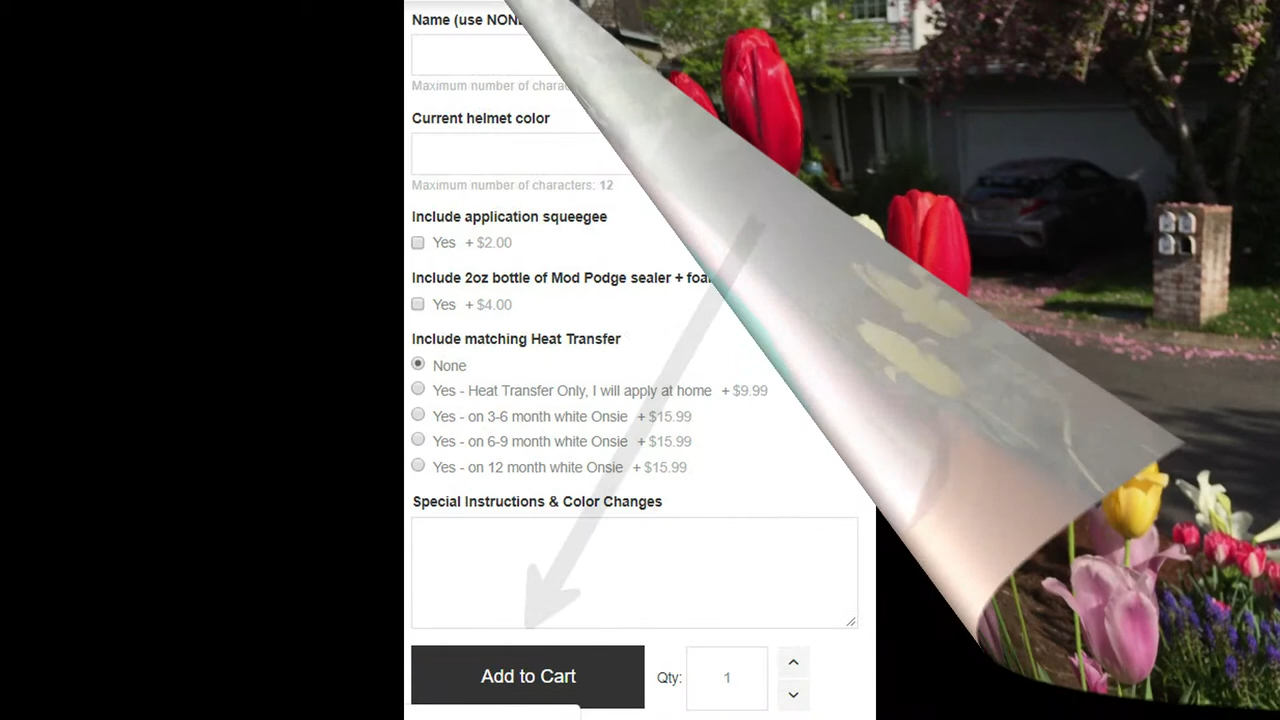 Name (use NONE
Maximum number of charac
Current helmet color
Maximum number of characters: 12
Include application squeegee
Yes + $2.00
Include 2oz bottle of Mod Podge sealer + foa
Yes + $4.00
Include matching Heat Transfer
None
Yes - Heat Transfer Only, I will apply at home + $9.99
Yes - on 3-6 month white Onsie + $15.99
Yes - on 6-9 month white Onsie + $15.99
Yes - on 12 month white Onsie + $15.99
Special Instructions & Color Changes
Add to Cart
Qty: 1